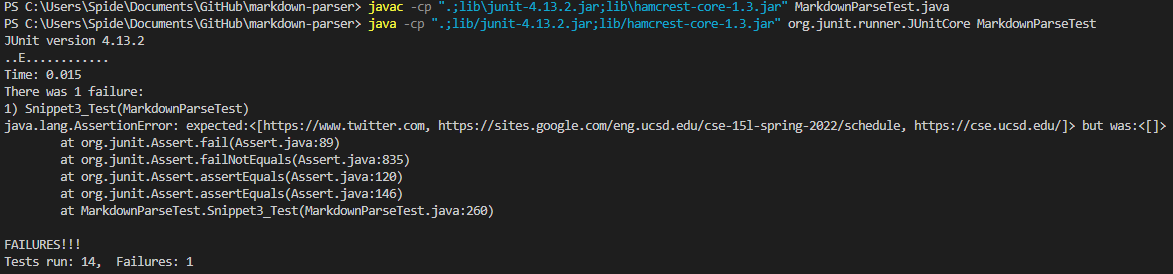 PS C:\Users\Spide\Documents\GitHub\markdown-parser> javac -cp ".;lib\junit-4.13.2.jar;lib\hamcrest-core-1.3.jar" MarkdownParseTest.java
PS C:\Users\Spide\Documents\GitHub\markdown-parser> java -cp ".;lib/junit-4.13.2.jar;lib/hamcrest-core-1.3.jar" org.junit.runner.JUnitCore MarkdownParseTest
JUnit version 4.13.2
..E............
Time: 0.015
There was 1 failure:
1) Snippet3_Test(MarkdownParseTest)
java.lang.AssertionError: expected:<[https://www.twitter.com, https://sites.google.com/eng.ucsd.edu/cse-15l-spring-2022/schedule, https://cse.ucsd.edu/]> but was:<[]>
        at org.junit.Assert.fail(Assert.java:89)
        at org.junit.Assert.failNotEquals(Assert.java:835)
        at org.junit.Assert.assertEquals(Assert.java:120)
        at org.junit.Assert.assertEquals(Assert.java:146)
        at MarkdownParseTest.Snippet3_Test(MarkdownParseTest.java:260)

FAILURES!!!
Tests run: 14,  Failures: 1